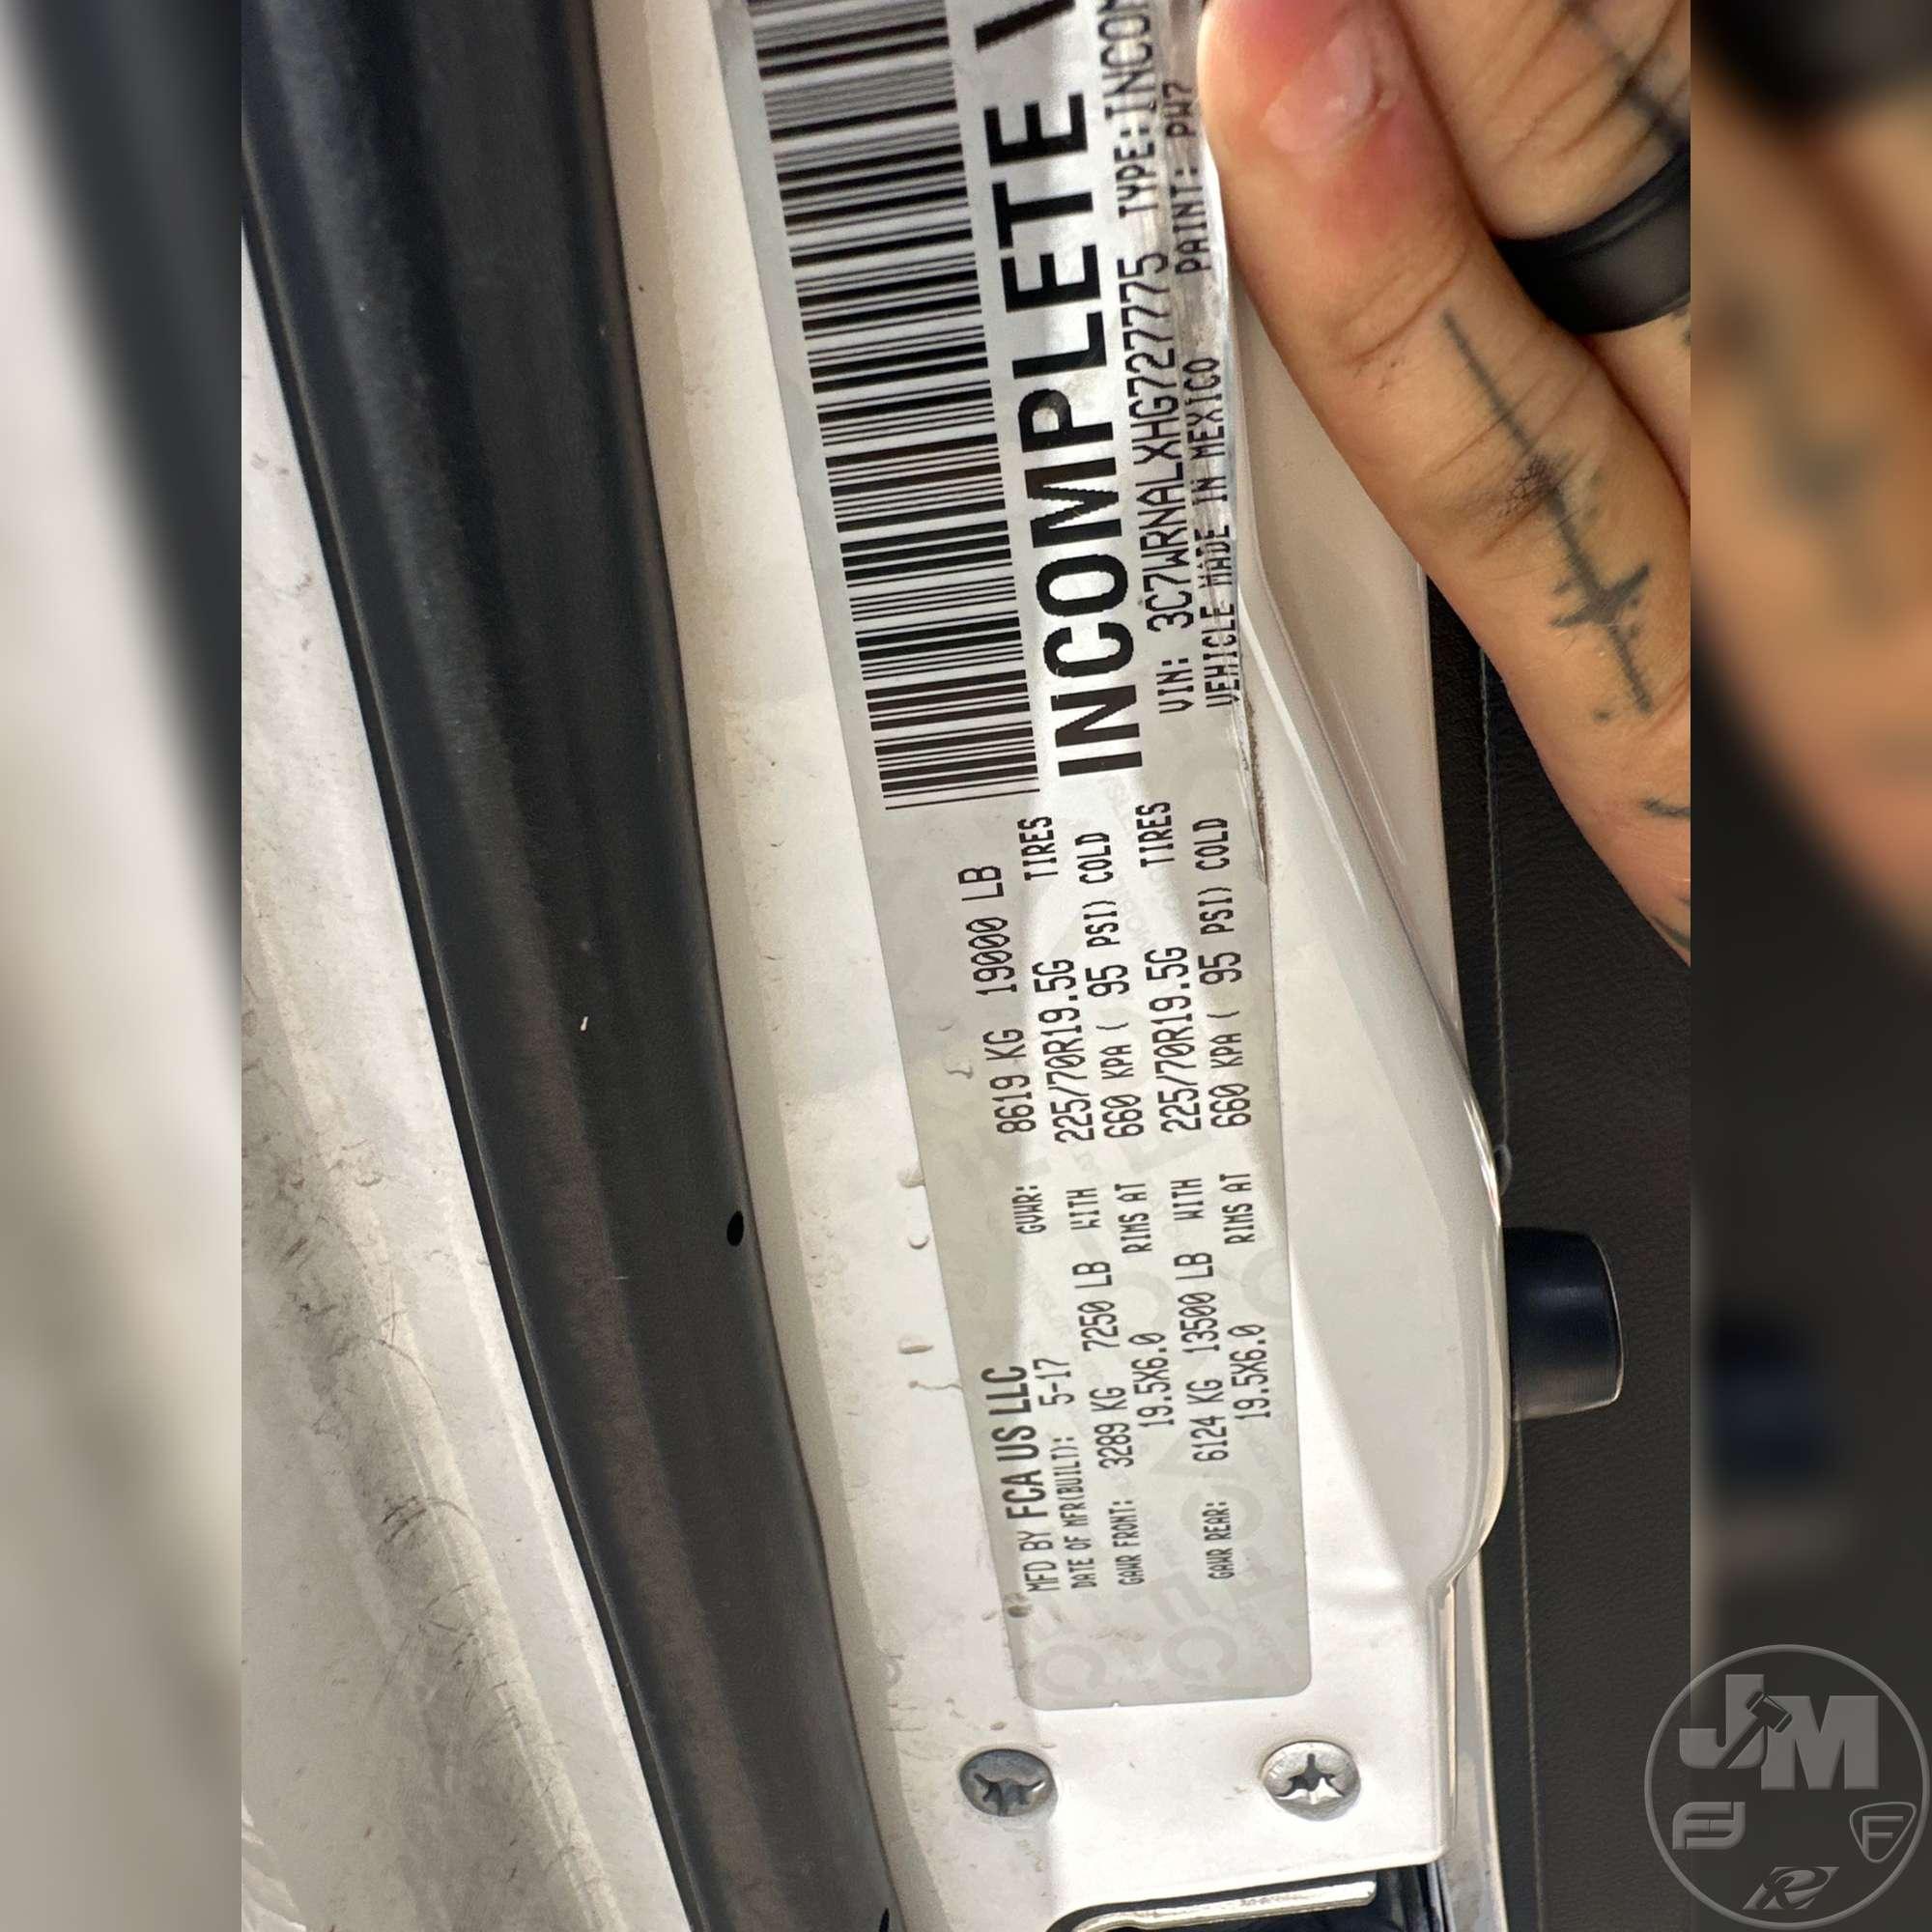 MFD BY FCA US LLC
DATE OF MFR(BUILT): 5-17 GVWR: 8619 KG 19000 LB
GAWR FRONT: 3289 KG 7250 LB WITH 225/70R19.5G TIRES
19.5X6.0 RIMS AT 660 KPA ( 95 PSI) COLD
GAWR REAR: 6124 KG 13500 LB WITH 225/70R19.5G TIRES
19.5X6.0 RIMS AT 660 KPA ( 95 PSI) COLD
INCOMPLETE
VIN: 3C7WRNALXHG727775 TYPE:INCOM
VEHICLE MADE IN MEXICO PAINT: PW7
JM
F